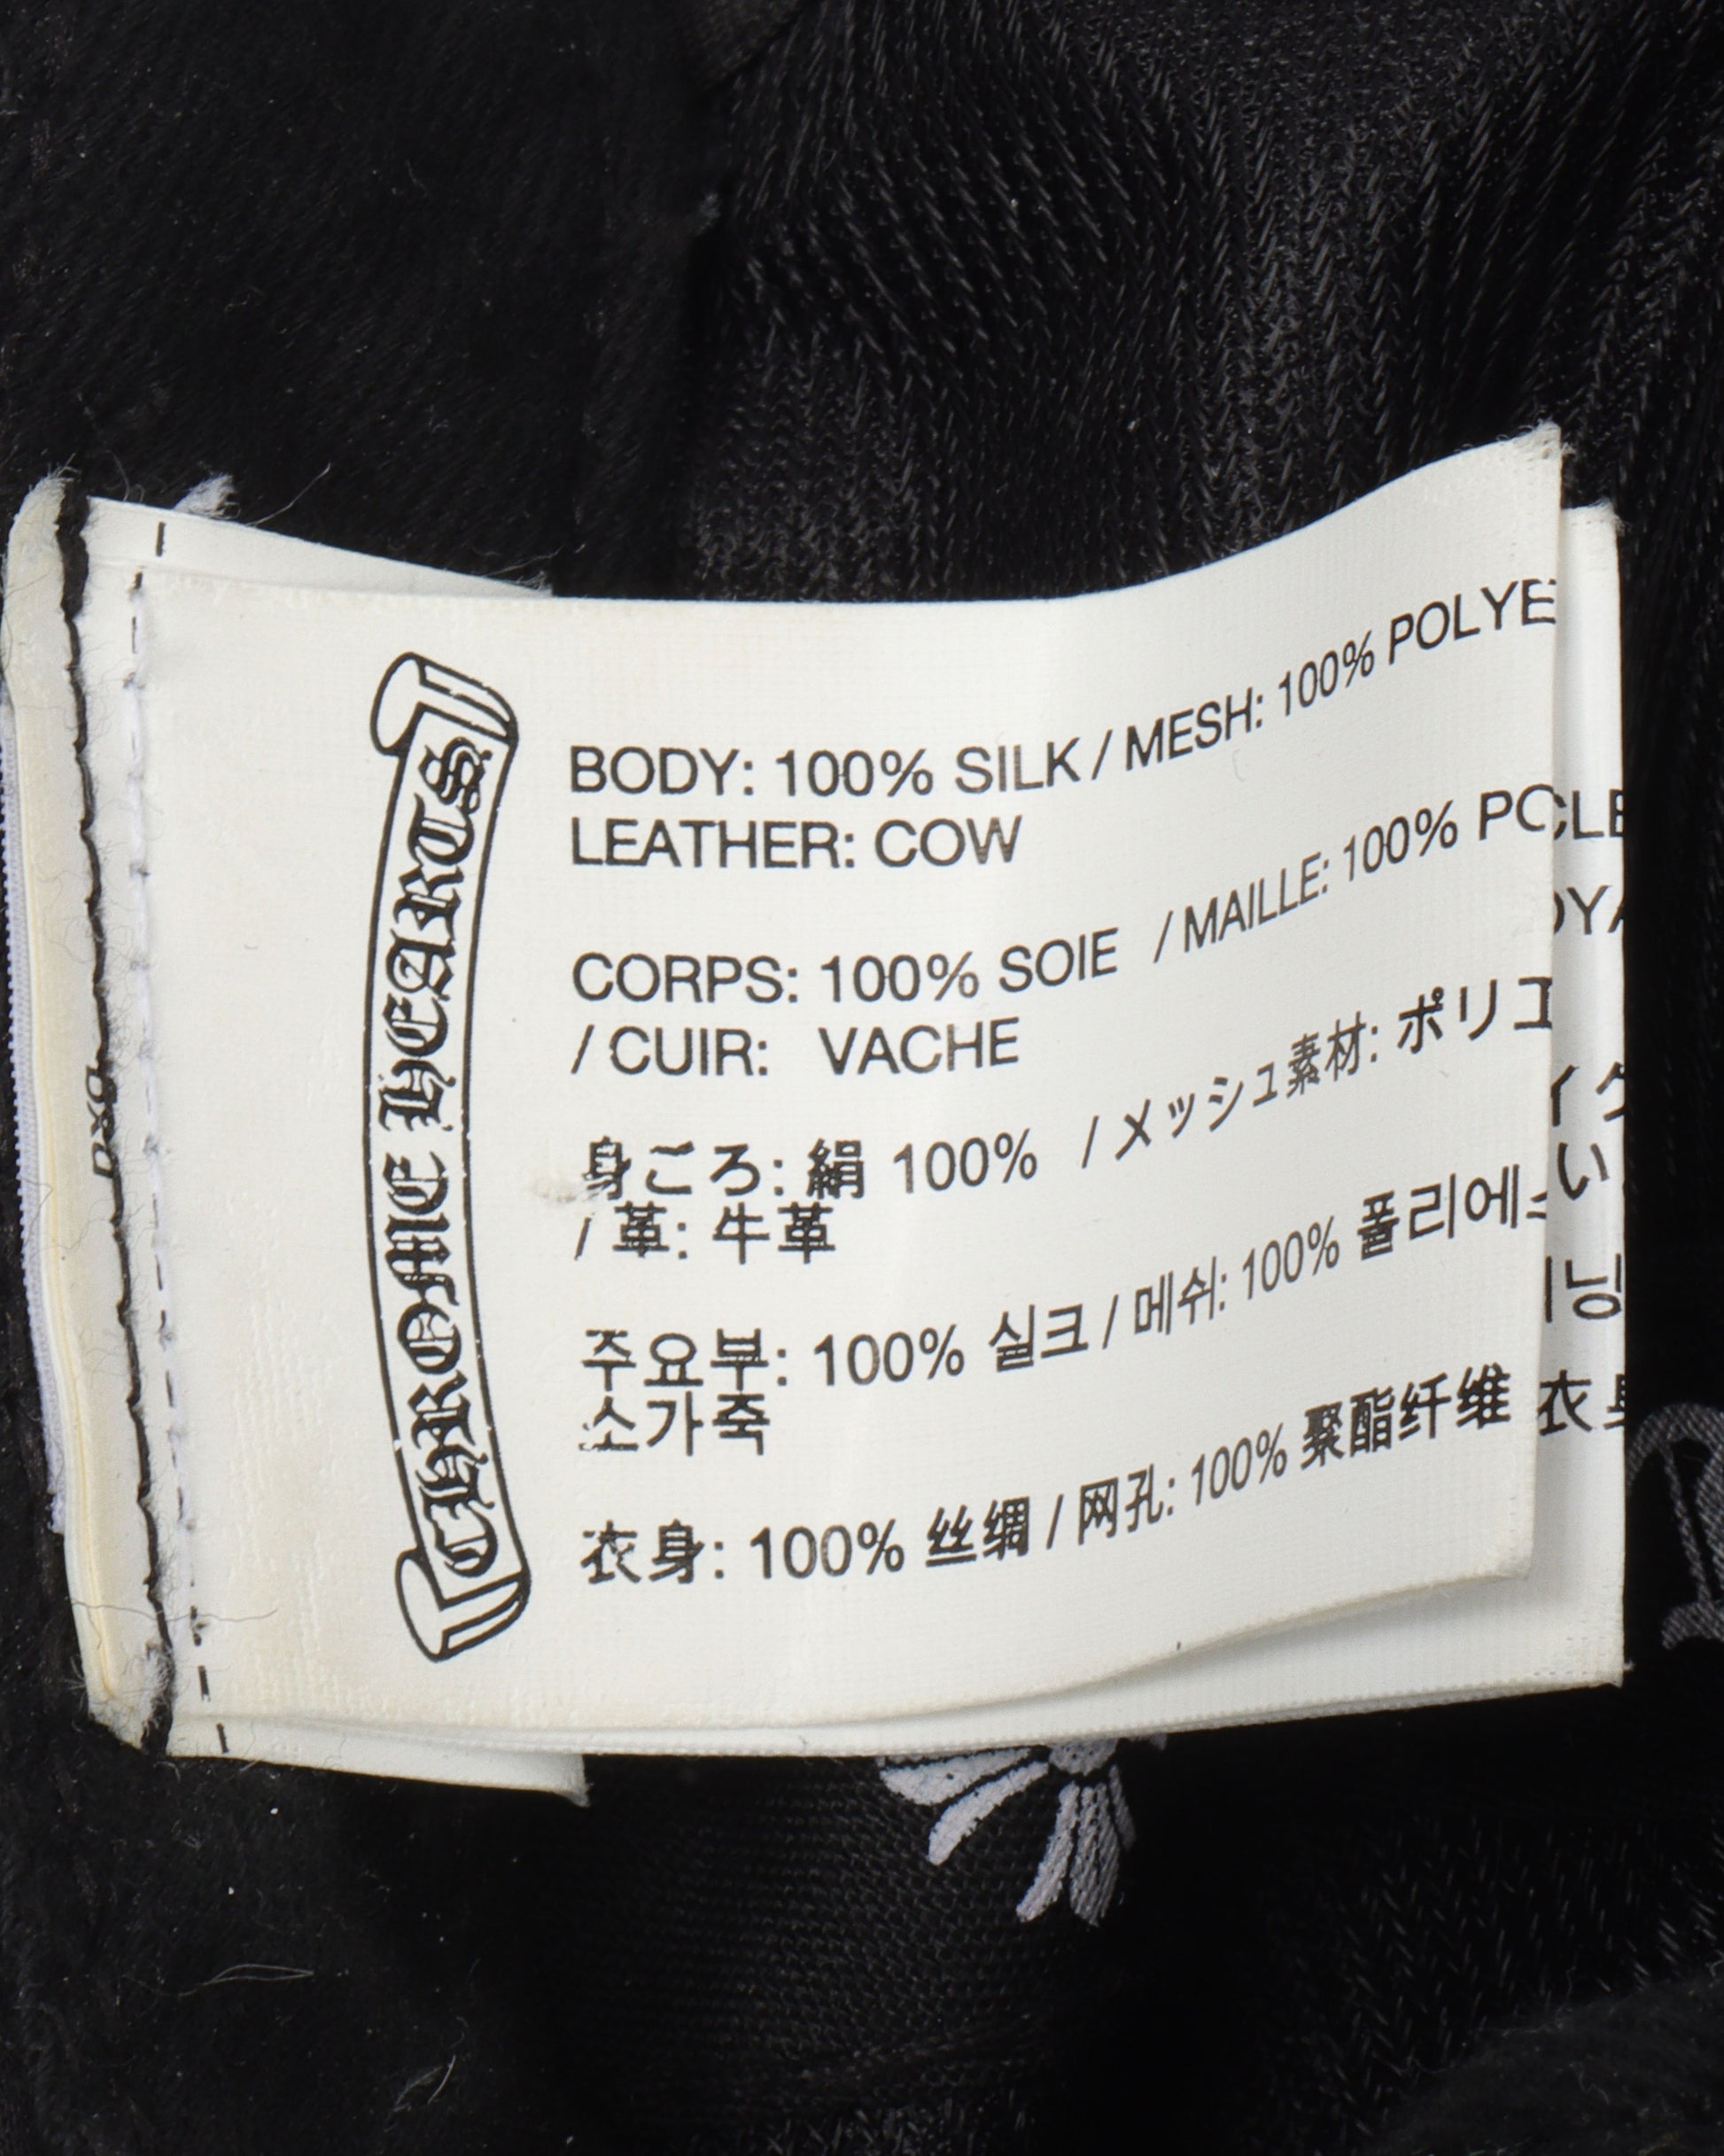 CHROME HEARTS
BODY: 100% SILK / MESH: 100% POLYE
LEATHER: COW
CORPS: 100% SOIE / MAILLE: 100% PO
/ CUIR: VACHE
身ごろ: 絹 100% / メッシュ素材: ポリエ
/ 革: 牛革
주요부: 100% 실크 / 메쉬: 100% 폴리에
소가죽
衣身: 100% 丝绸 / 网孔: 100% 聚酯纤维
衣